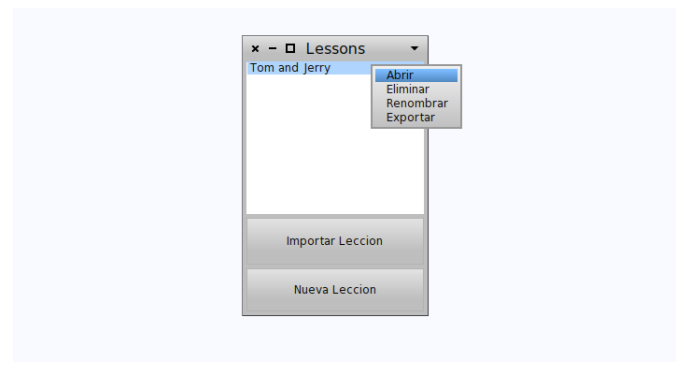 Lessons
Tom and Jerry
Abrir
Eliminar
Renombrar
Exportar
Importar Leccion
Nueva Leccion